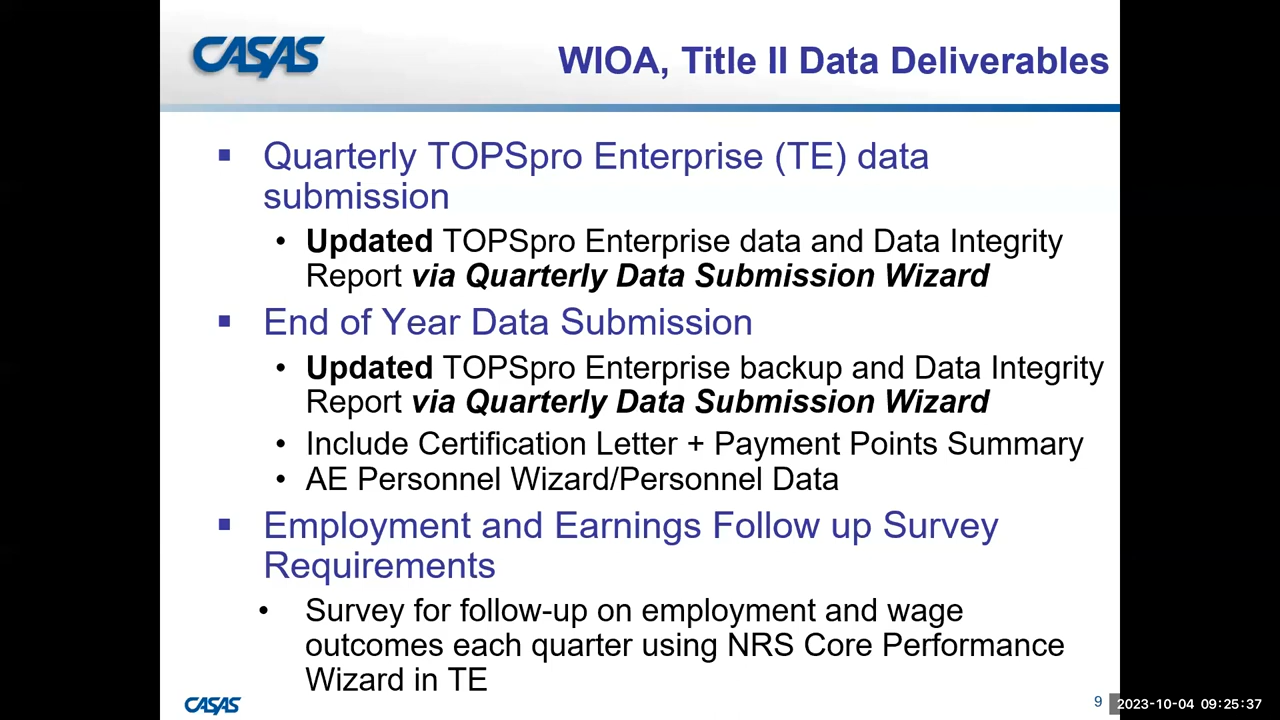 CASAS
WIOA, Title II Data Deliverables
▪ Quarterly TOPSpro Enterprise (TE) data
submission
• Updated TOPSpro Enterprise data and Data Integrity
Report via Quarterly Data Submission Wizard
▪ End of Year Data Submission
• Updated TOPSpro Enterprise backup and Data Integrity
Report via Quarterly Data Submission Wizard
• Include Certification Letter + Payment Points Summary
• AE Personnel Wizard/Personnel Data
▪ Employment and Earnings Follow up Survey
Requirements
• Survey for follow-up on employment and wage
outcomes each quarter using NRS Core Performance
Wizard in TE
CASAS
9
2023-10-04 09:25:37